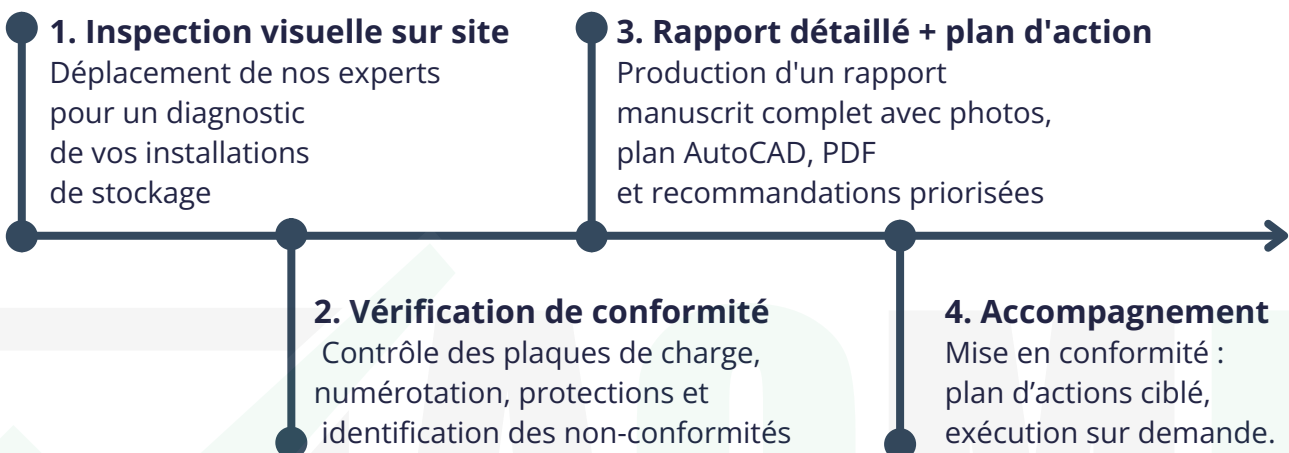 1. Inspection visuelle sur site
Déplacement de nos experts
pour un diagnostic
de vos installations
de stockage
2. Vérification de conformité
Contrôle des plaques de charge,
numérotation, protections et
identification des non-conformités
3. Rapport détaillé + plan d'action
Production d'un rapport
manuscrit complet avec photos,
plan AutoCAD, PDF
et recommandations priorisées
4. Accompagnement
Mise en conformité :
plan d’actions ciblé,
exécution sur demande.